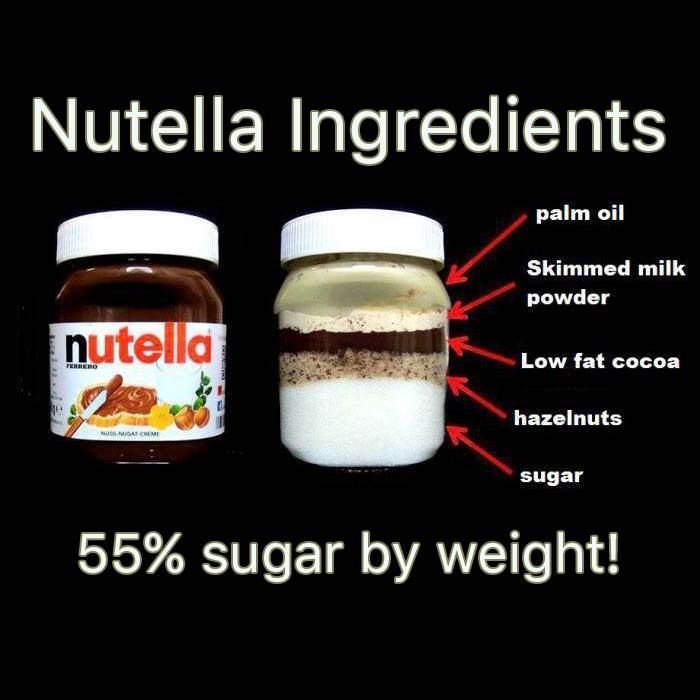 Nutella Ingredients
palm oil
Skimmed milk
powder
Low fat cocoa
hazelnuts
sugar
nutella
FERRERO
NUSS-NUGAT-CREME
55% sugar by weight!